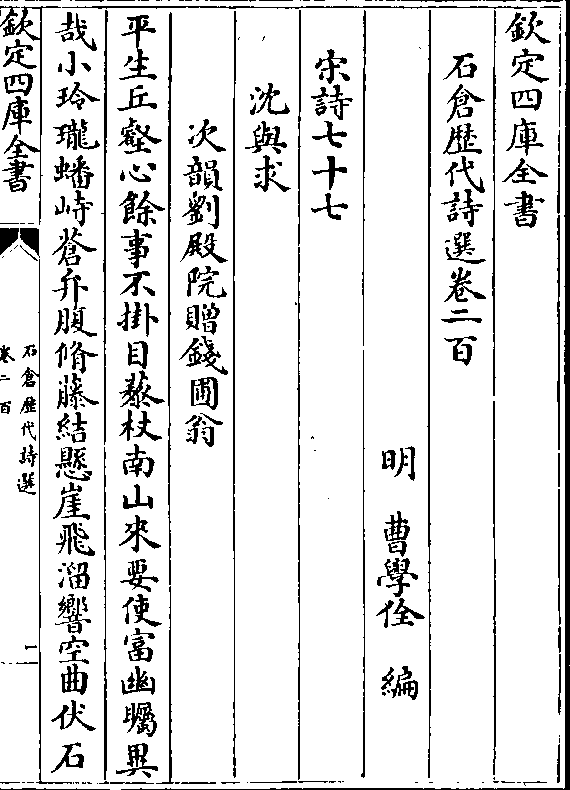 欽定四庫全書
石倉歷代詩選卷二百
明　曹學佺　編
宋詩七十七
沈與求
次韻劉殿院贈錢圃翁
平生丘壑心餘事不掛目藜杖南山來要使富幽矚異
哉小玲瓏蟠峙蒼弁腹脩藤結懸崖飛溜響空曲伏石
欽定四庫全書
石倉歷代詩選
卷二百
一